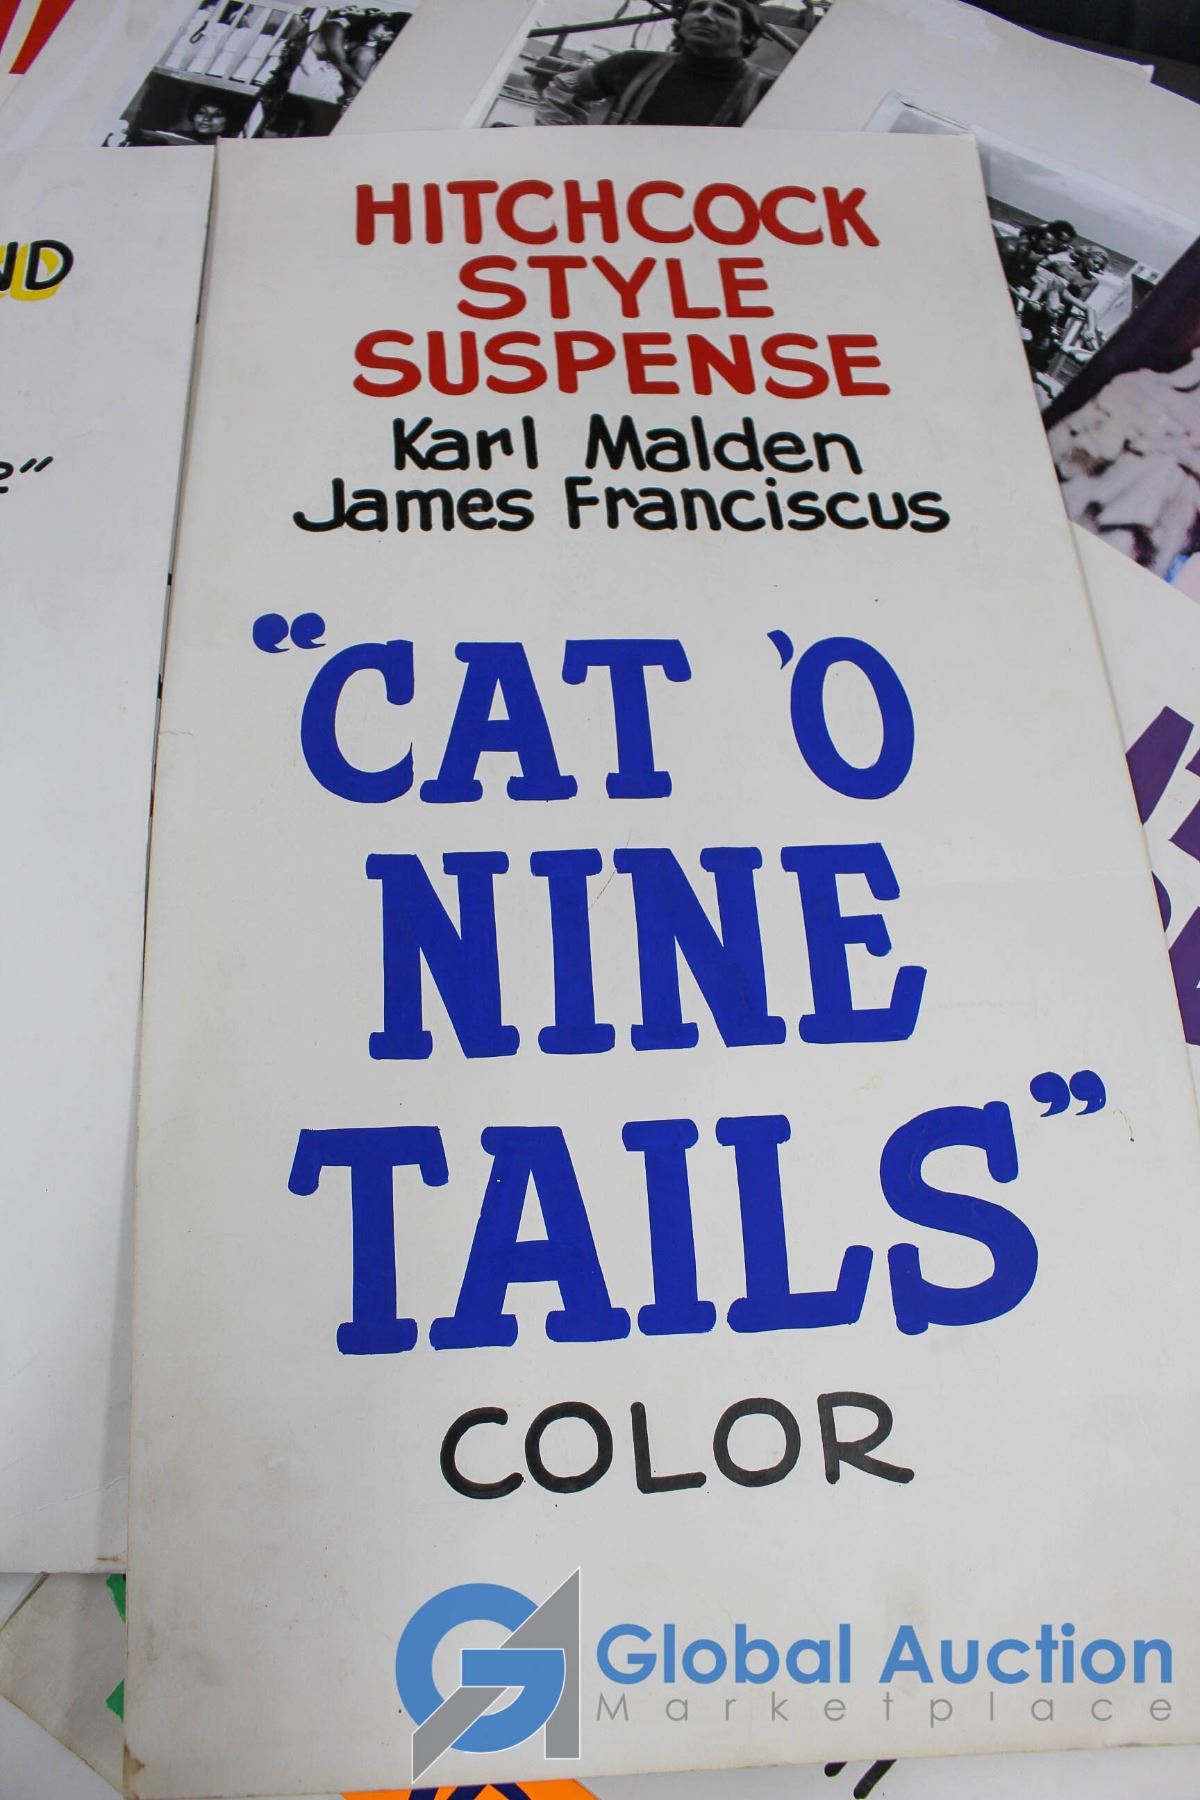 HITCHCOCK
STYLE
SUSPENSE
Karl Malden
James Franciscus
"CAT 'O
NINE
TAILS"
COLOR
Global Auction
Marketplace